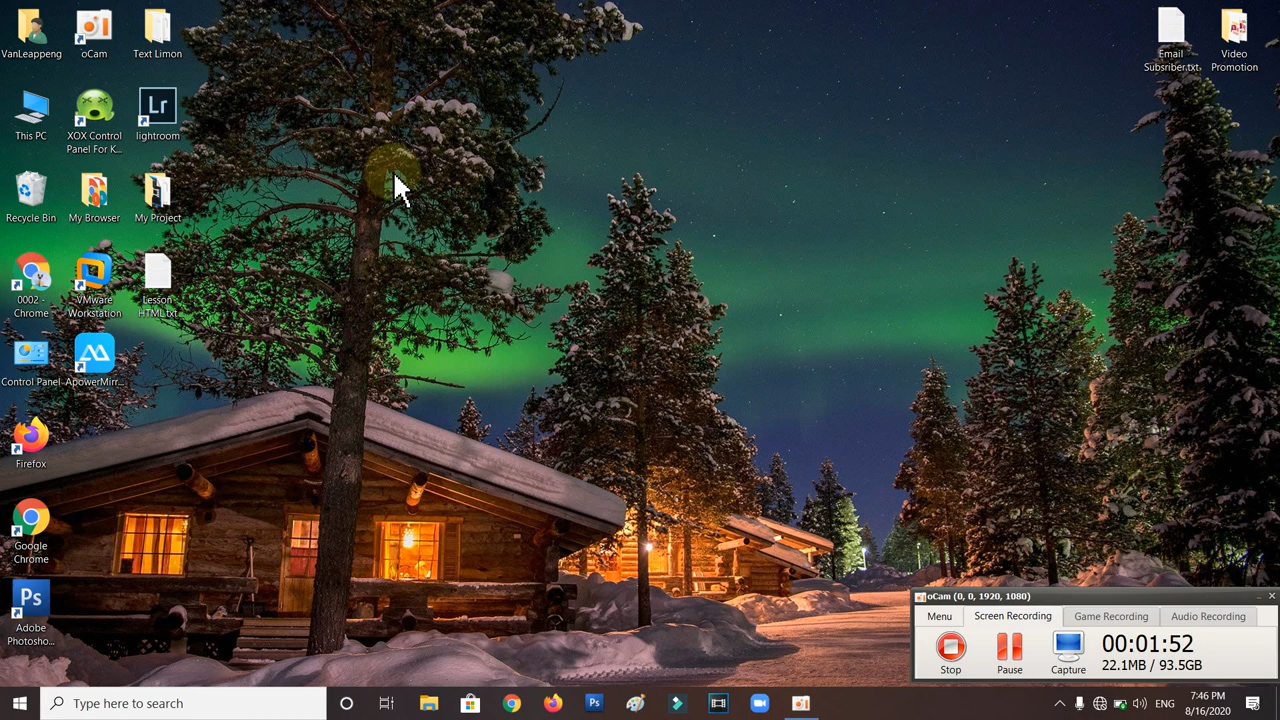 VanLeappeng
oCam
Text Limon
This PC
XOX Control
Panel For K...
Lr
lightroom
Recycle Bin
My Browser
My Project
0002 -
Chrome
VMware
Workstation
Lesson
HTML.txt
Control Panel
ApowerMirr...
Firefox
Google
Chrome
Ps
Adobe
Photosho...
Email
Subsriber.txt
Video
Promotion
oCam (0, 0, 1920, 1080)
Menu
Screen Recording
Game Recording
Audio Recording
Stop
Pause
Capture
00:01:52
22.1MB / 93.5GB
Type here to search
Ps
ENG
7:46 PM
8/16/2020